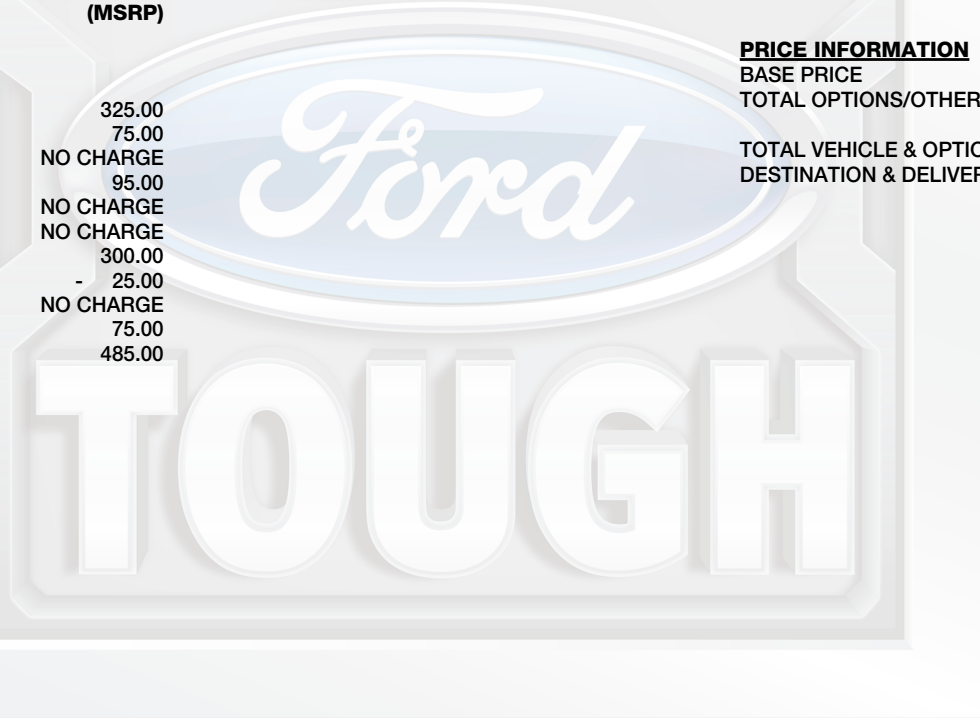 (MSRP)
325.00
75.00
NO CHARGE
95.00
NO CHARGE
NO CHARGE
300.00
- 25.00
NO CHARGE
75.00
485.00
PRICE INFORMATION
BASE PRICE
TOTAL OPTIONS/OTHER
TOTAL VEHICLE & OPTIO
DESTINATION & DELIVER
Ford
TOUGH